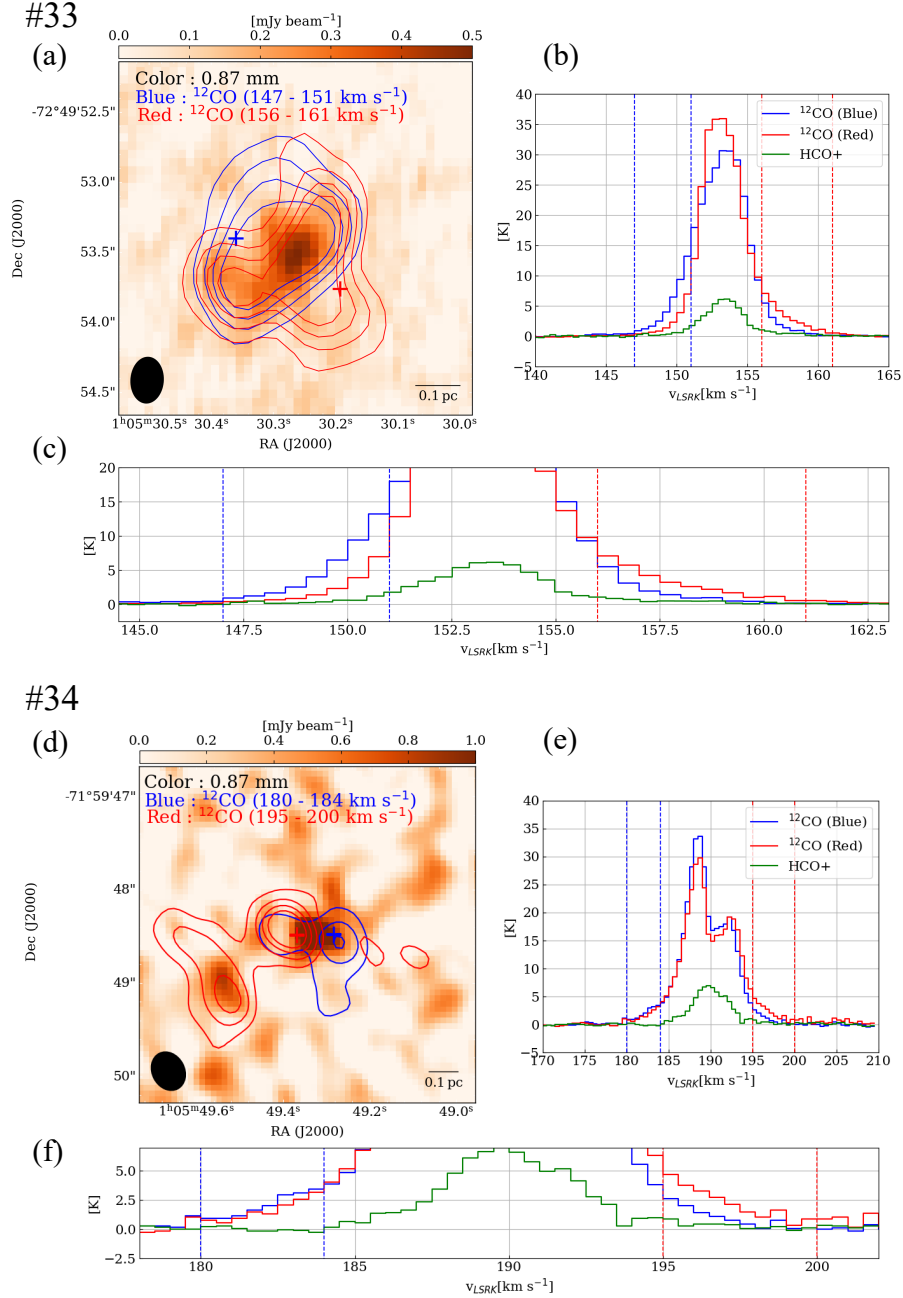 #33
(a)
[mJy beam⁻¹]
0.0 0.1 0.2 0.3 0.4 0.5
Color : 0.87 mm
Blue : ¹²CO (147 - 151 km s⁻¹)
Red : ¹²CO (156 - 161 km s⁻¹)
-72°49'52.5"
53.0"
53.5"
54.0"
54.5"
Dec (J2000)
0.1 pc
1ʰ05ᵐ30.5ˢ 30.4ˢ 30.3ˢ 30.2ˢ 30.1ˢ 30.0ˢ
RA (J2000)
(b)
40
35
30
25
20
15
10
5
0
−5
[K]
¹²CO (Blue)
¹²CO (Red)
HCO+
140 145 150 155 160 165
v_LSRK[km s⁻¹]
(c)
20
15
10
5
0
[K]
145.0 147.5 150.0 152.5 155.0 157.5 160.0 162.5
v_LSRK[km s⁻¹]
#34
(d)
[mJy beam⁻¹]
0.0 0.2 0.4 0.6 0.8 1.0
Color : 0.87 mm
Blue : ¹²CO (180 - 184 km s⁻¹)
Red : ¹²CO (195 - 200 km s⁻¹)
-71°59'47"
48"
49"
50"
Dec (J2000)
0.1 pc
1ʰ05ᵐ49.6ˢ 49.4ˢ 49.2ˢ 49.0ˢ
RA (J2000)
(e)
40
35
30
25
20
15
10
5
0
−5
[K]
¹²CO (Blue)
¹²CO (Red)
HCO+
170 175 180 185 190 195 200 205 210
v_LSRK[km s⁻¹]
(f)
5.0
2.5
0.0
−2.5
[K]
180 185 190 195 200
v_LSRK[km s⁻¹]